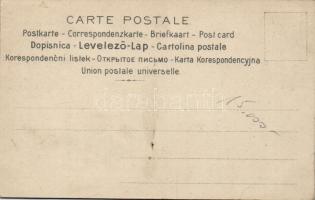 CARTE POSTALE
Postkarte - Correspondenzkarte - Briefkaart - Post card
Dopisnica - Levelező-Lap - Cartolina postale
Korespondenční lístek - Открытое письмо - Karta Korespondencyjna
Union postale universelle.